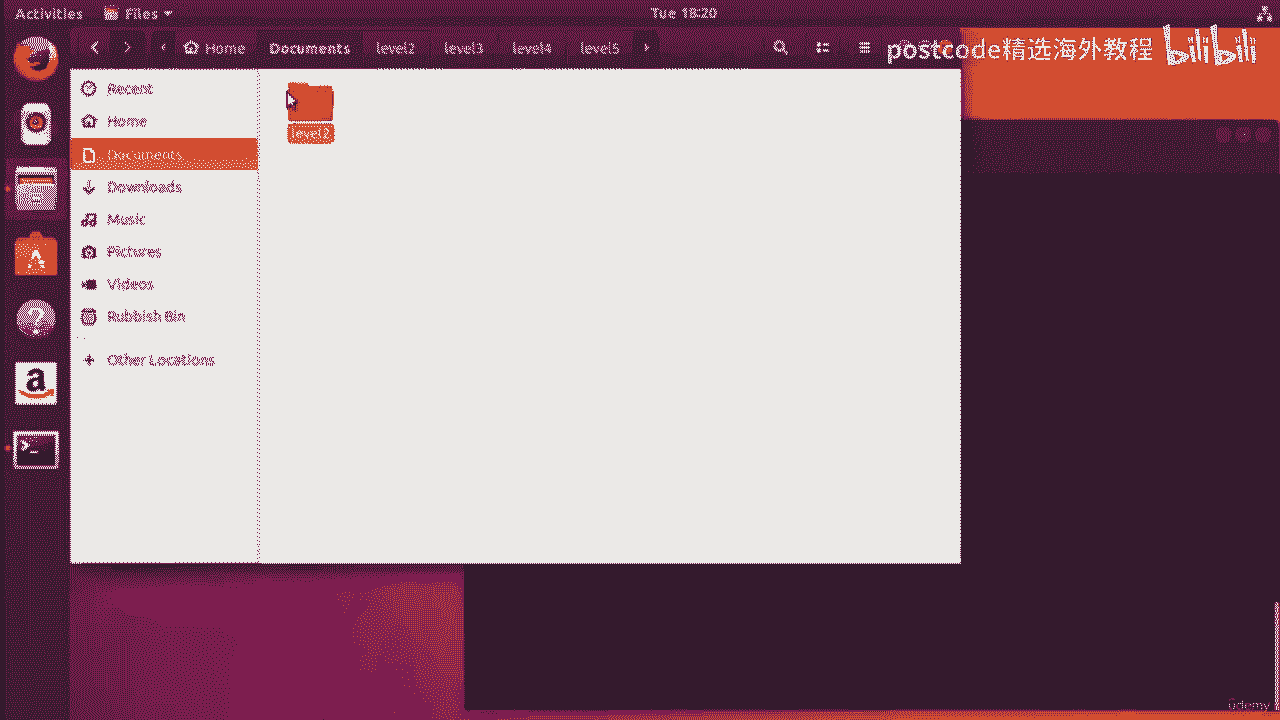 Activities Files Tue 18:20
Home Documents level2 level3 level4 level5
postcode精选海外教程 bilibili
Recent
level2
Home
Documents
Downloads
Music
Pictures
Videos
Rubbish Bin
Other Locations
a
ûdemy